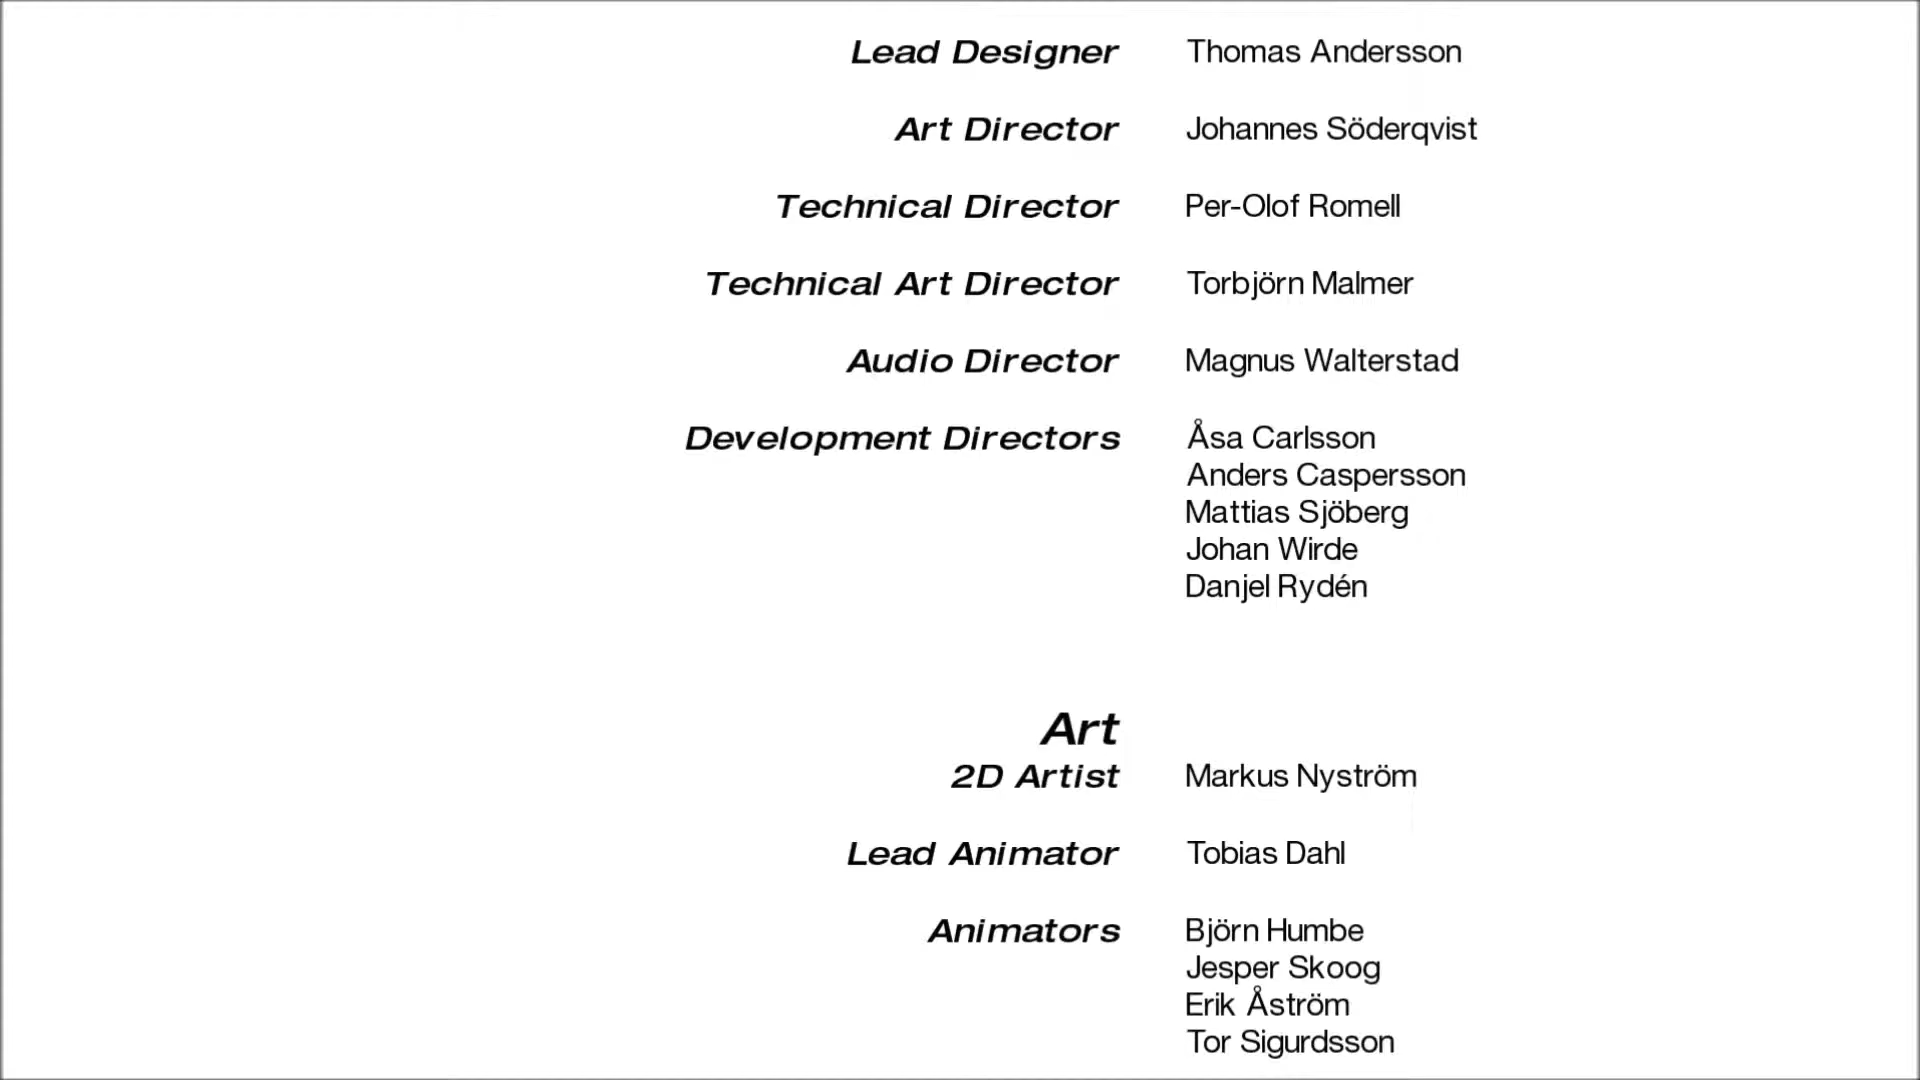 Lead Designer Thomas Andersson
Art Director Johannes Söderqvist
Technical Director Per-Olof Romell
Technical Art Director Torbjörn Malmer
Audio Director Magnus Walterstad
Development Directors Åsa Carlsson
Anders Caspersson
Mattias Sjöberg
Johan Wirde
Danjel Rydén
Art
2D Artist Markus Nyström
Lead Animator Tobias Dahl
Animators Björn Humbe
Jesper Skoog
Erik Åström
Tor Sigurdsson